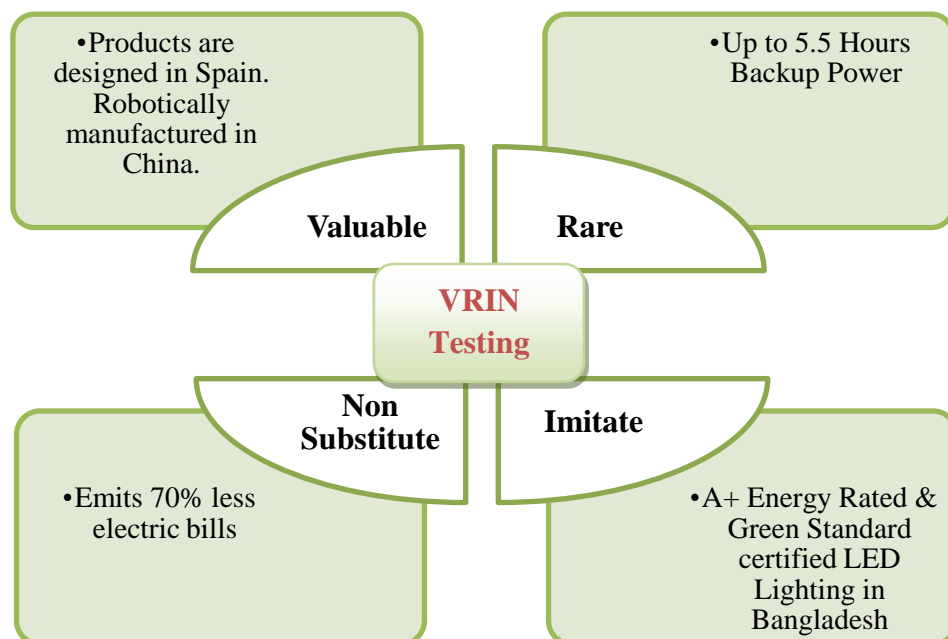 •Products are
designed in Spain.
Robotically
manufactured in
China.
•Up to 5.5 Hours
Backup Power
Valuable
Rare
VRIN
Testing
Non
Substitute
Imitate
•Emits 70% less
electric bills
•A+ Energy Rated &
Green Standard
certified LED
Lighting in
Bangladesh